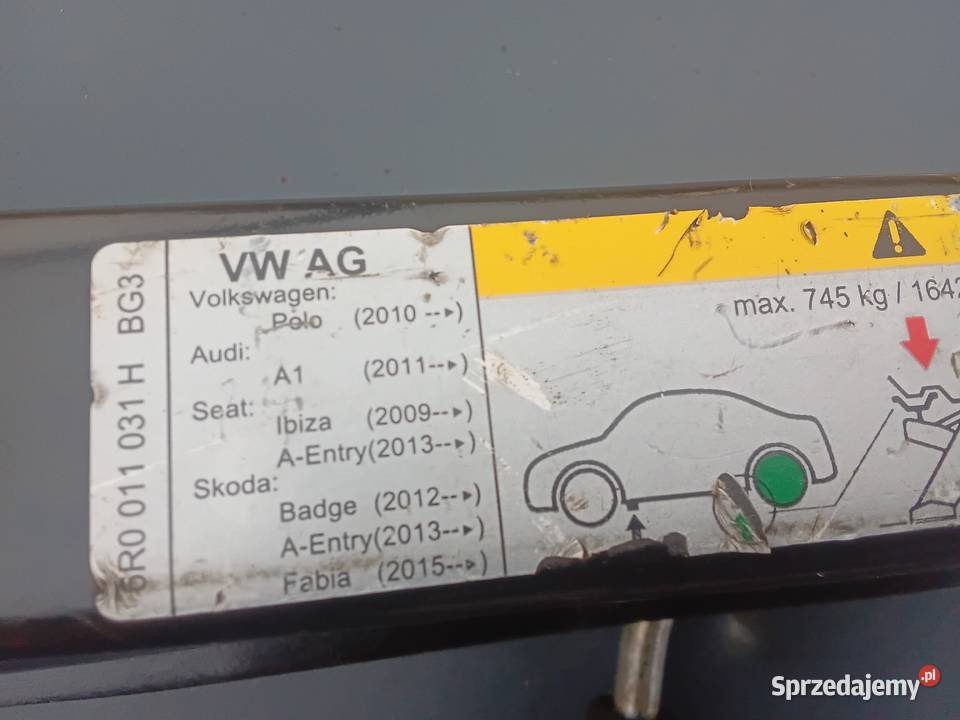 6R0 011 031 H BG3
VW AG
Volkswagen:
Polo (2010 --▸)
Audi:
A1 (2011--▸)
Seat:
Ibiza (2009--▸)
A-Entry(2013--▸)
Skoda:
Badge (2012--▸)
A-Entry(2013--▸)
Fabia (2015--▸)
max. 745 kg / 1642
Sprzedajemy.pl